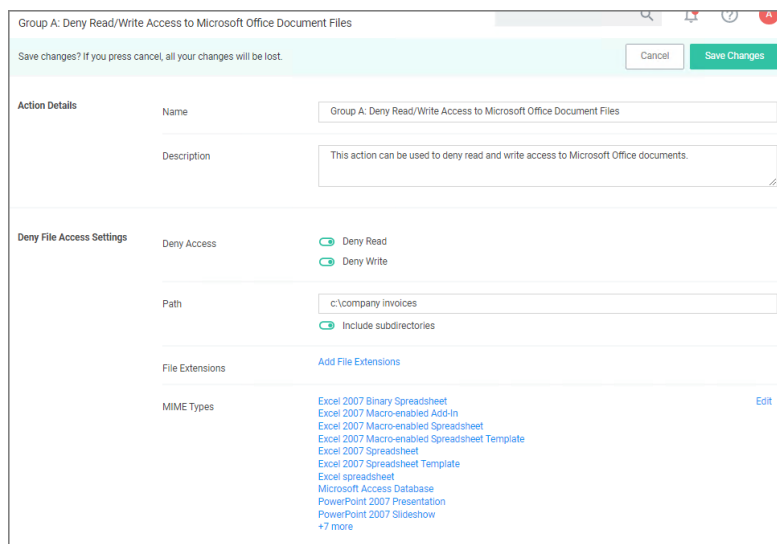 Group A: Deny Read/Write Access to Microsoft Office Document Files
A
Save changes? If you press cancel, all your changes will be lost.
Cancel
Save Changes
Action Details
Name
Group A: Deny Read/Write Access to Microsoft Office Document Files
Description
This action can be used to deny read and write access to Microsoft Office documents.
Deny File Access Settings
Deny Access
Deny Read
Deny Write
Path
c:\company invoices
Include subdirectories
File Extensions
Add File Extensions
MIME Types
Excel 2007 Binary Spreadsheet
Edit
Excel 2007 Macro-enabled Add-In
Excel 2007 Macro-enabled Spreadsheet
Excel 2007 Macro-enabled Spreadsheet Template
Excel 2007 Spreadsheet
Excel 2007 Spreadsheet Template
Excel spreadsheet
Microsoft Access Database
PowerPoint 2007 Presentation
PowerPoint 2007 Slideshow
+7 more